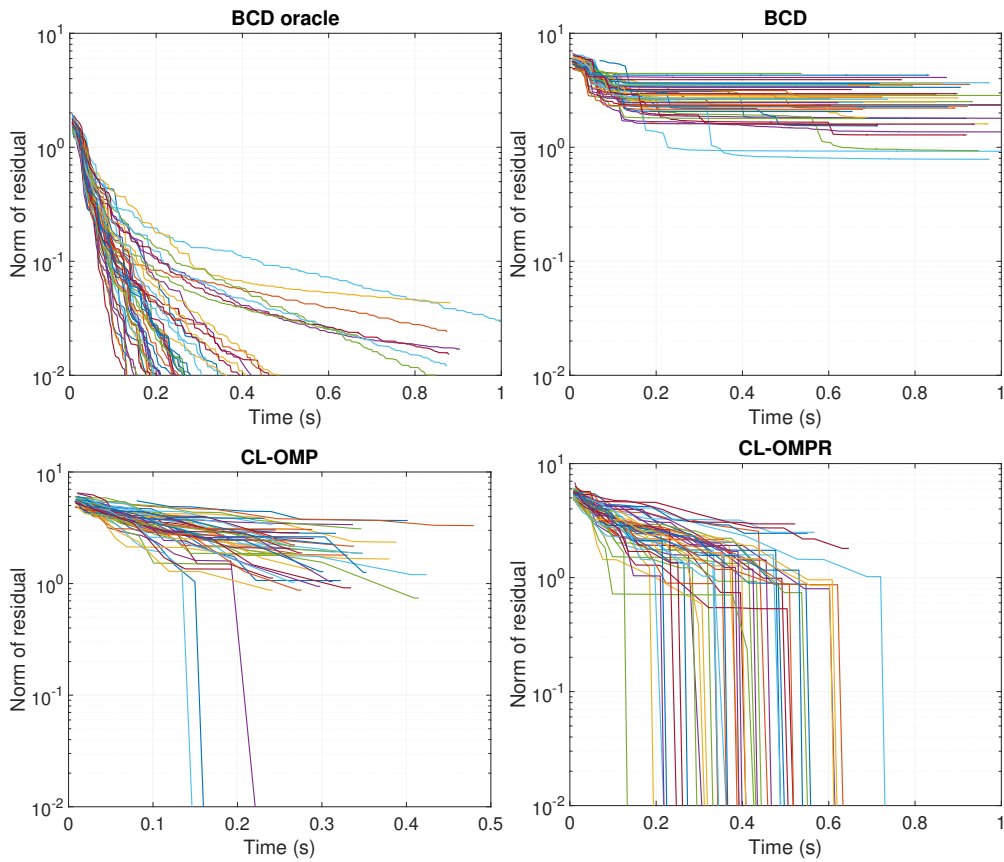 BCD oracle
10^1
10^0
10^-1
10^-2
Norm of residual
0 0.2 0.4 0.6 0.8 1
Time (s)
BCD
10^1
10^0
10^-1
10^-2
Norm of residual
0 0.2 0.4 0.6 0.8 1
Time (s)
CL-OMP
10^1
10^0
10^-1
10^-2
Norm of residual
0 0.1 0.2 0.3 0.4 0.5
Time (s)
CL-OMPR
10^1
10^0
10^-1
10^-2
Norm of residual
0 0.2 0.4 0.6 0.8 1
Time (s)